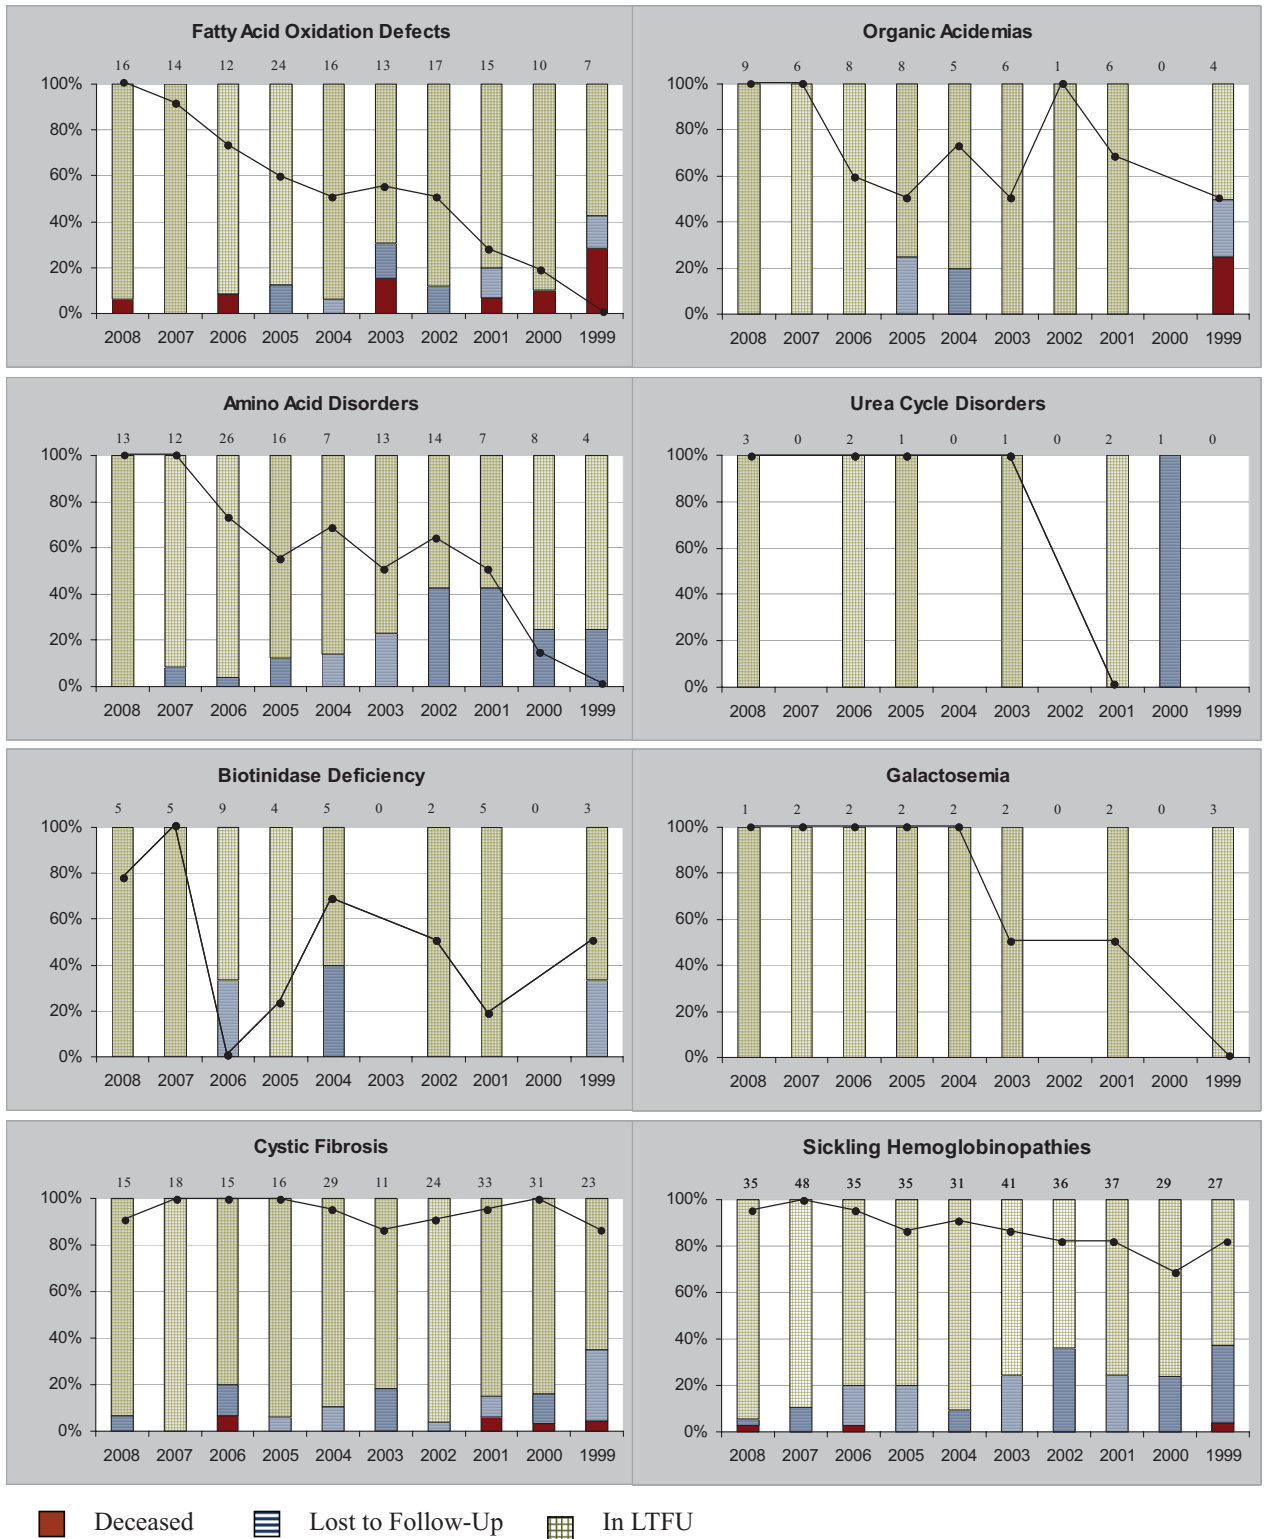 Fatty Acid Oxidation Defects
16 14 12 24 16 13 17 15 10 7
100%
80%
60%
40%
20%
0%
2008 2007 2006 2005 2004 2003 2002 2001 2000 1999
Organic Acidemias
9 6 8 8 5 6 1 6 0 4
100%
80%
60%
40%
20%
0%
2008 2007 2006 2005 2004 2003 2002 2001 2000 1999
Amino Acid Disorders
13 12 26 16 7 13 14 7 8 4
100%
80%
60%
40%
20%
0%
2008 2007 2006 2005 2004 2003 2002 2001 2000 1999
Urea Cycle Disorders
3 0 2 1 0 1 0 2 1 0
100%
80%
60%
40%
20%
0%
2008 2007 2006 2005 2004 2003 2002 2001 2000 1999
Biotinidase Deficiency
5 5 9 4 5 0 2 5 0 3
100%
80%
60%
40%
20%
0%
2008 2007 2006 2005 2004 2003 2002 2001 2000 1999
Galactosemia
1 2 2 2 2 2 0 2 0 3
100%
80%
60%
40%
20%
0%
2008 2007 2006 2005 2004 2003 2002 2001 2000 1999
Cystic Fibrosis
15 18 15 16 29 11 24 33 31 23
100%
80%
60%
40%
20%
0%
2008 2007 2006 2005 2004 2003 2002 2001 2000 1999
Sickling Hemoglobinopathies
35 48 35 35 31 41 36 37 29 27
100%
80%
60%
40%
20%
0%
2008 2007 2006 2005 2004 2003 2002 2001 2000 1999
Deceased Lost to Follow-Up In LTFU